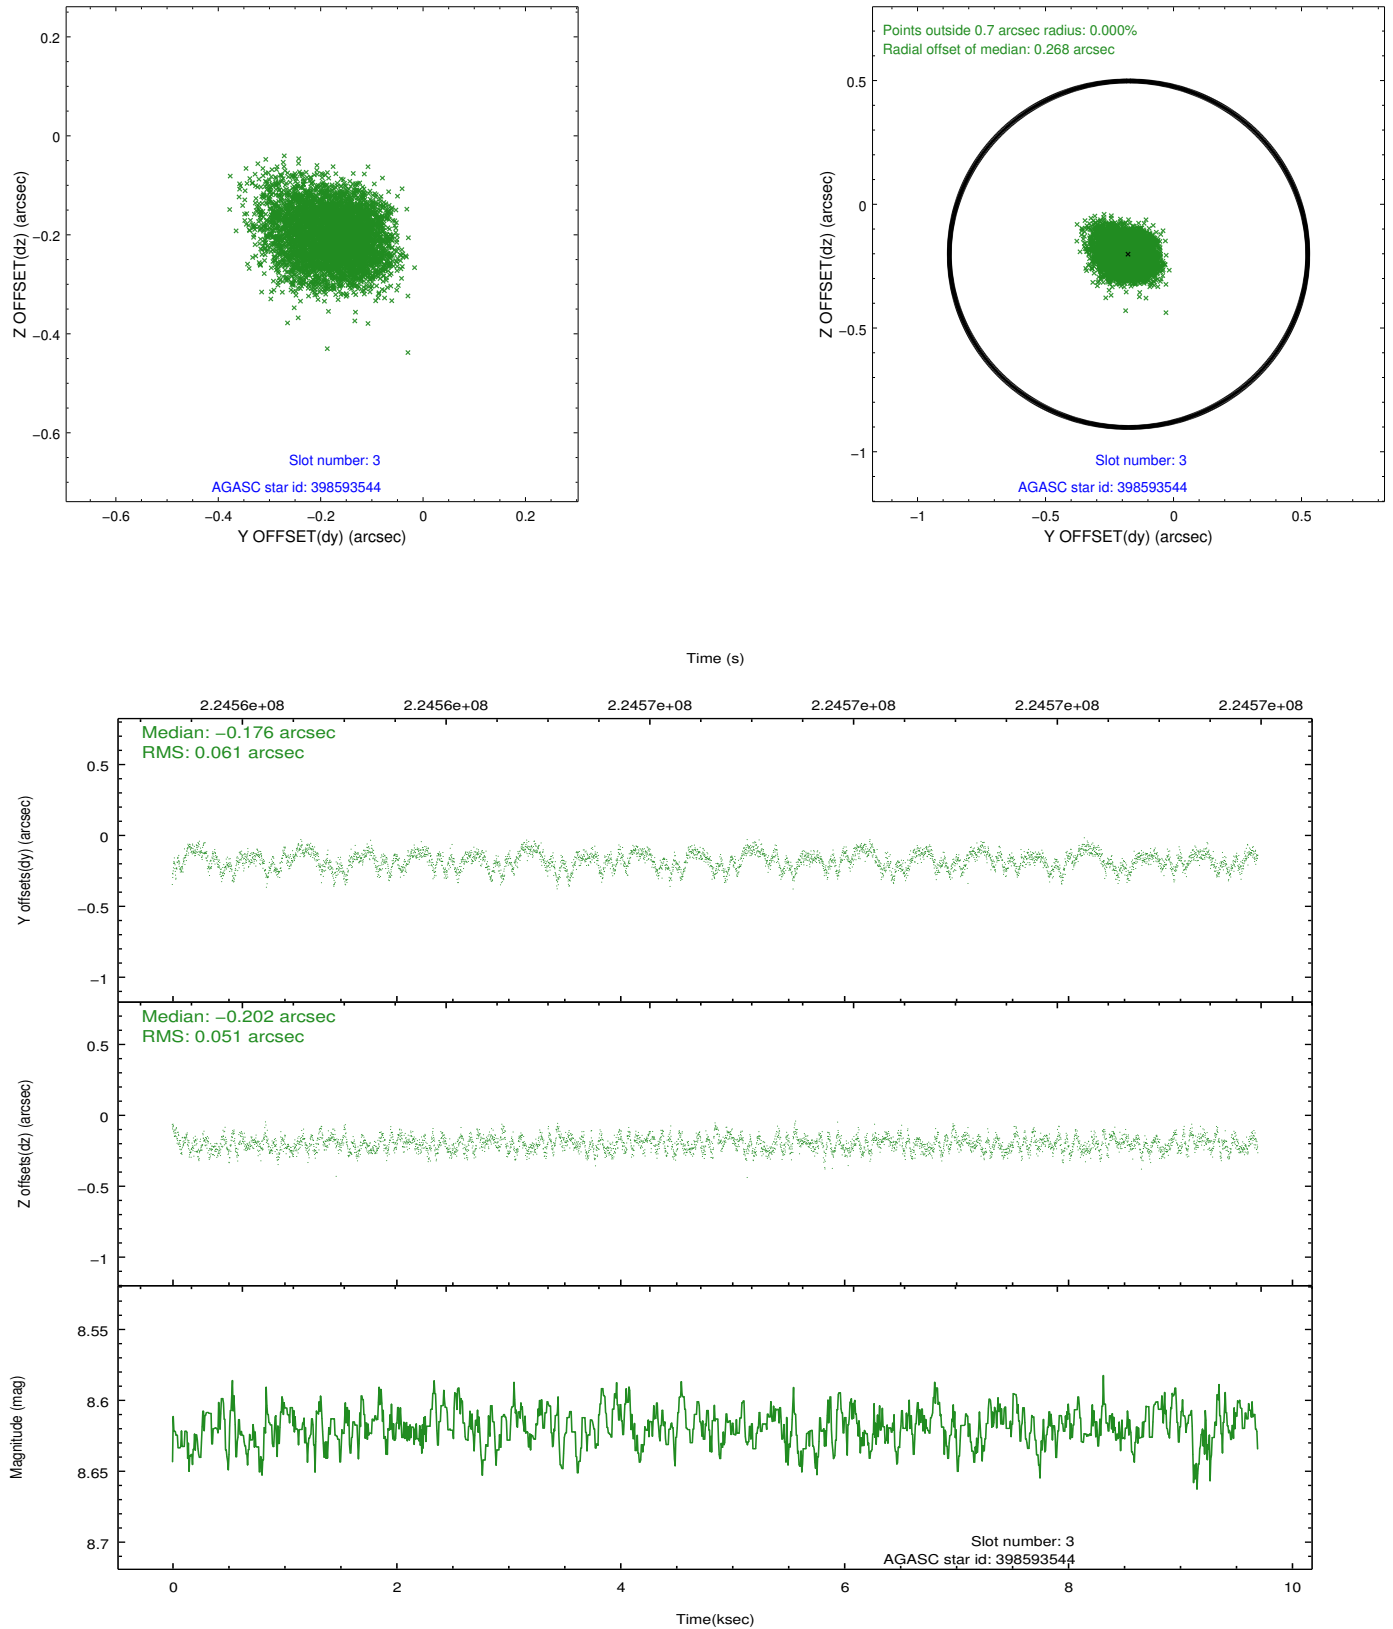 0.2
0
−0.2
−0.4
−0.6
Z OFFSET(dz) (arcsec)
Slot number: 3
AGASC star id: 398593544
−0.6 −0.4 −0.2 0 0.2
Y OFFSET(dy) (arcsec)
Points outside 0.7 arcsec radius: 0.000%
Radial offset of median: 0.268 arcsec
0.5
0
−0.5
−1
Z OFFSET(dz) (arcsec)
Slot number: 3
AGASC star id: 398593544
−1 −0.5 0 0.5
Y OFFSET(dy) (arcsec)
Time (s)
2.2456e+08 2.2456e+08 2.2457e+08 2.2457e+08 2.2457e+08 2.2457e+08
Median: −0.176 arcsec
RMS: 0.061 arcsec
0.5
0
−0.5
−1
Y offsets(dy) (arcsec)
Median: −0.202 arcsec
RMS: 0.051 arcsec
0.5
0
−0.5
−1
Z offsets(dz) (arcsec)
8.55
8.6
8.65
8.7
Magnitude (mag)
Slot number: 3
AGASC star id: 398593544
0 2 4 6 8 10
Time(ksec)